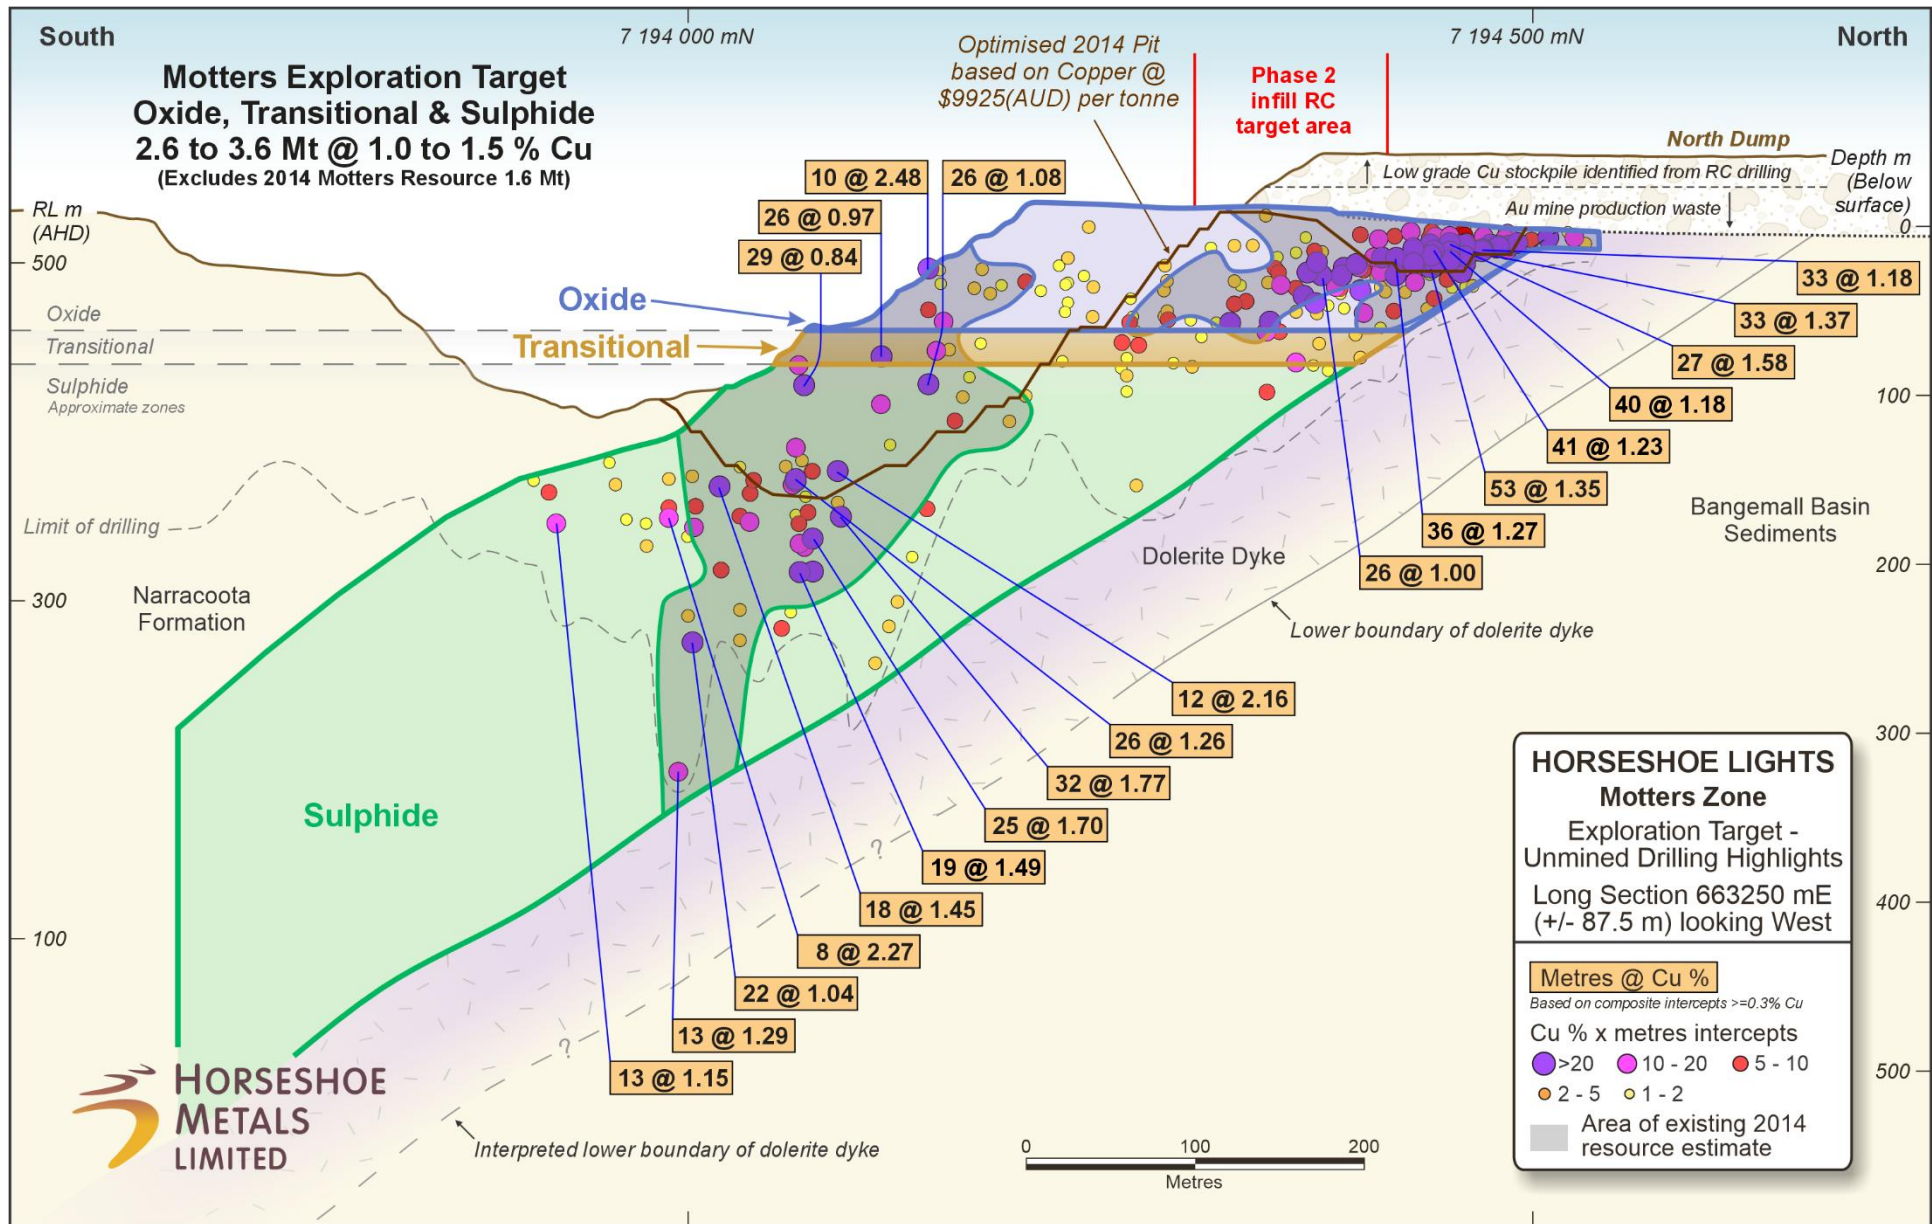 South
7 194 000 mN
7 194 500 mN
North
Motters Exploration Target
Oxide, Transitional & Sulphide
2.6 to 3.6 Mt @ 1.0 to 1.5 % Cu
(Excludes 2014 Motters Resource 1.6 Mt)
Optimised 2014 Pit
based on Copper @
$9925(AUD) per tonne
Phase 2
infill RC
target area
North Dump
Low grade Cu stockpile identified from RC drilling
Au mine production waste
Depth m
(Below
surface)
0
100
200
300
400
500
RL m
(AHD)
500
300
100
Oxide
Transitional
Sulphide
Approximate zones
10 @ 2.48
26 @ 1.08
26 @ 0.97
29 @ 0.84
Oxide
Transitional
33 @ 1.18
33 @ 1.37
27 @ 1.58
40 @ 1.18
41 @ 1.23
53 @ 1.35
36 @ 1.27
26 @ 1.00
Limit of drilling
Narracoota
Formation
Dolerite Dyke
Bangemall Basin
Sediments
Lower boundary of dolerite dyke
12 @ 2.16
26 @ 1.26
32 @ 1.77
25 @ 1.70
19 @ 1.49
18 @ 1.45
8 @ 2.27
22 @ 1.04
13 @ 1.29
13 @ 1.15
Sulphide
?
?
Interpreted lower boundary of dolerite dyke
HORSESHOE
METALS
LIMITED
0
100
200
Metres
HORSESHOE LIGHTS
Motters Zone
Exploration Target -
Unmined Drilling Highlights
Long Section 663250 mE
(+/- 87.5 m) looking West
Metres @ Cu %
Based on composite intercepts >=0.3% Cu
Cu % x metres intercepts
>20
10 - 20
5 - 10
2 - 5
1 - 2
Area of existing 2014
resource estimate